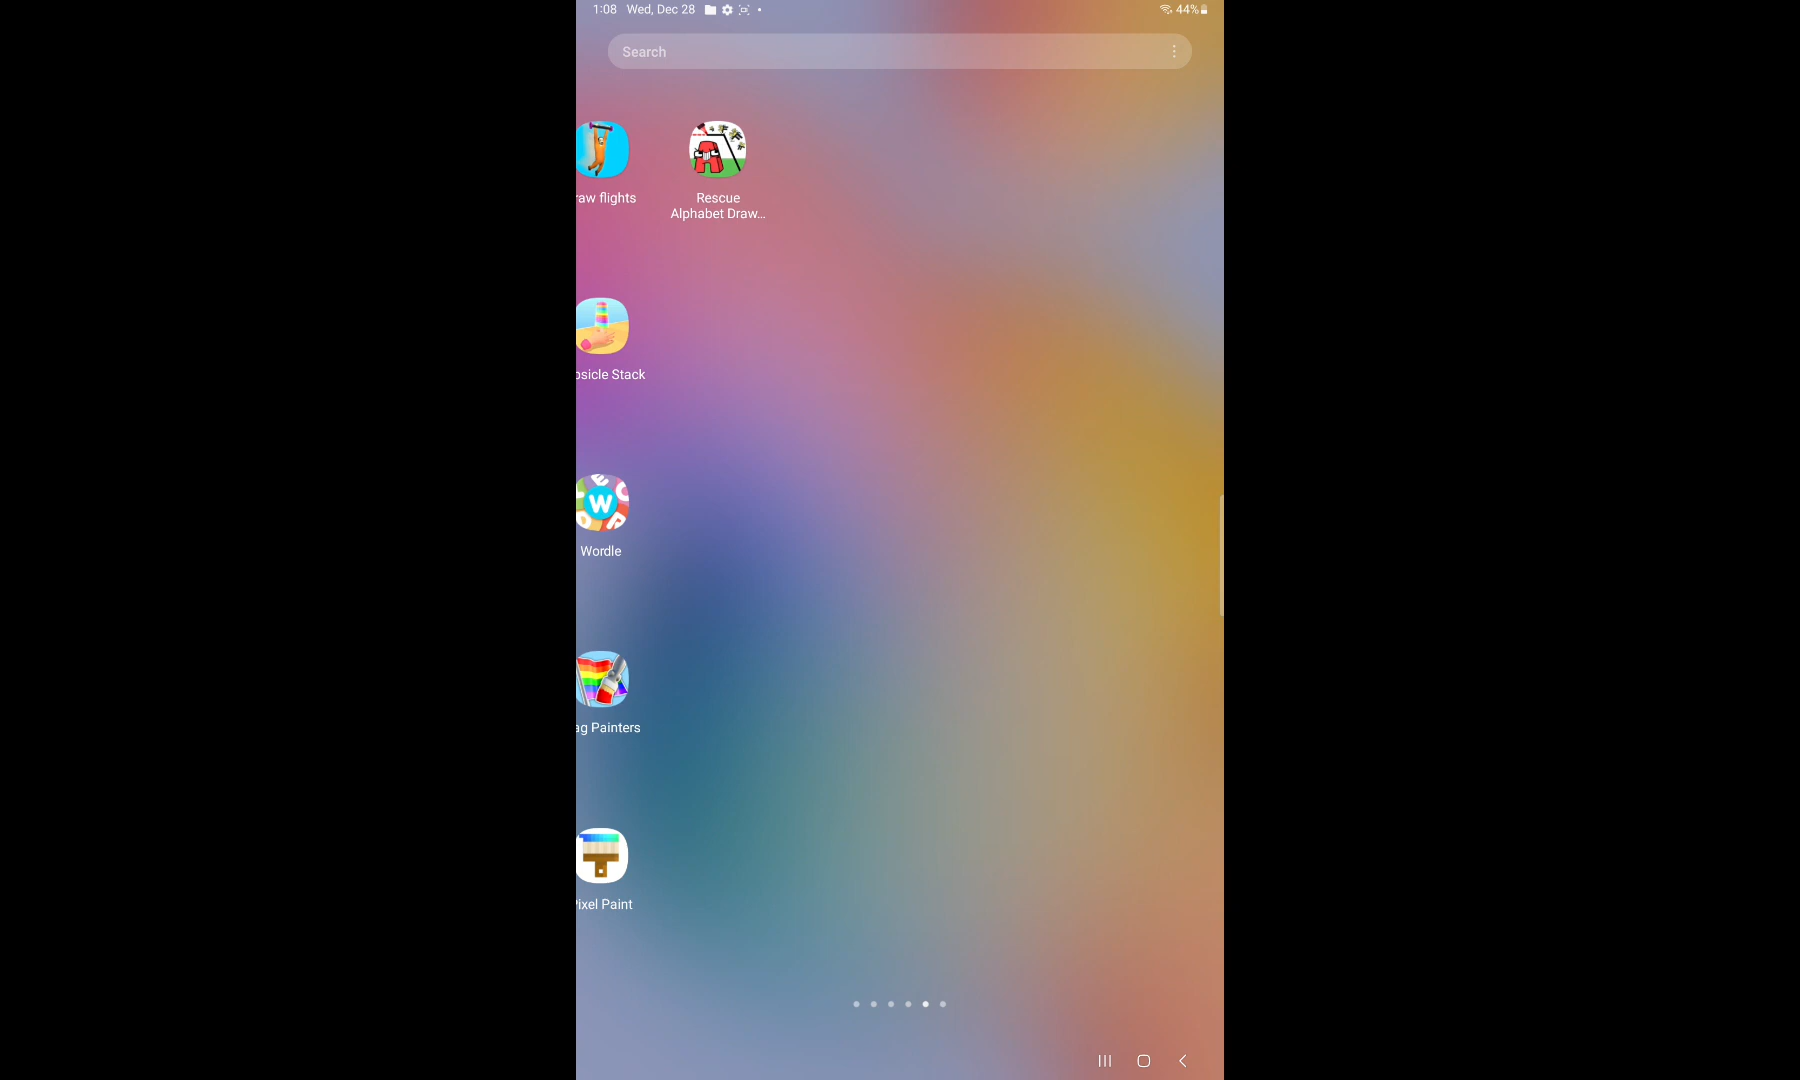 1:08 Wed, Dec 28
44%
Search
raw flights
Rescue
Alphabet Draw...
psicle Stack
W
Wordle
ag Painters
ixel Paint